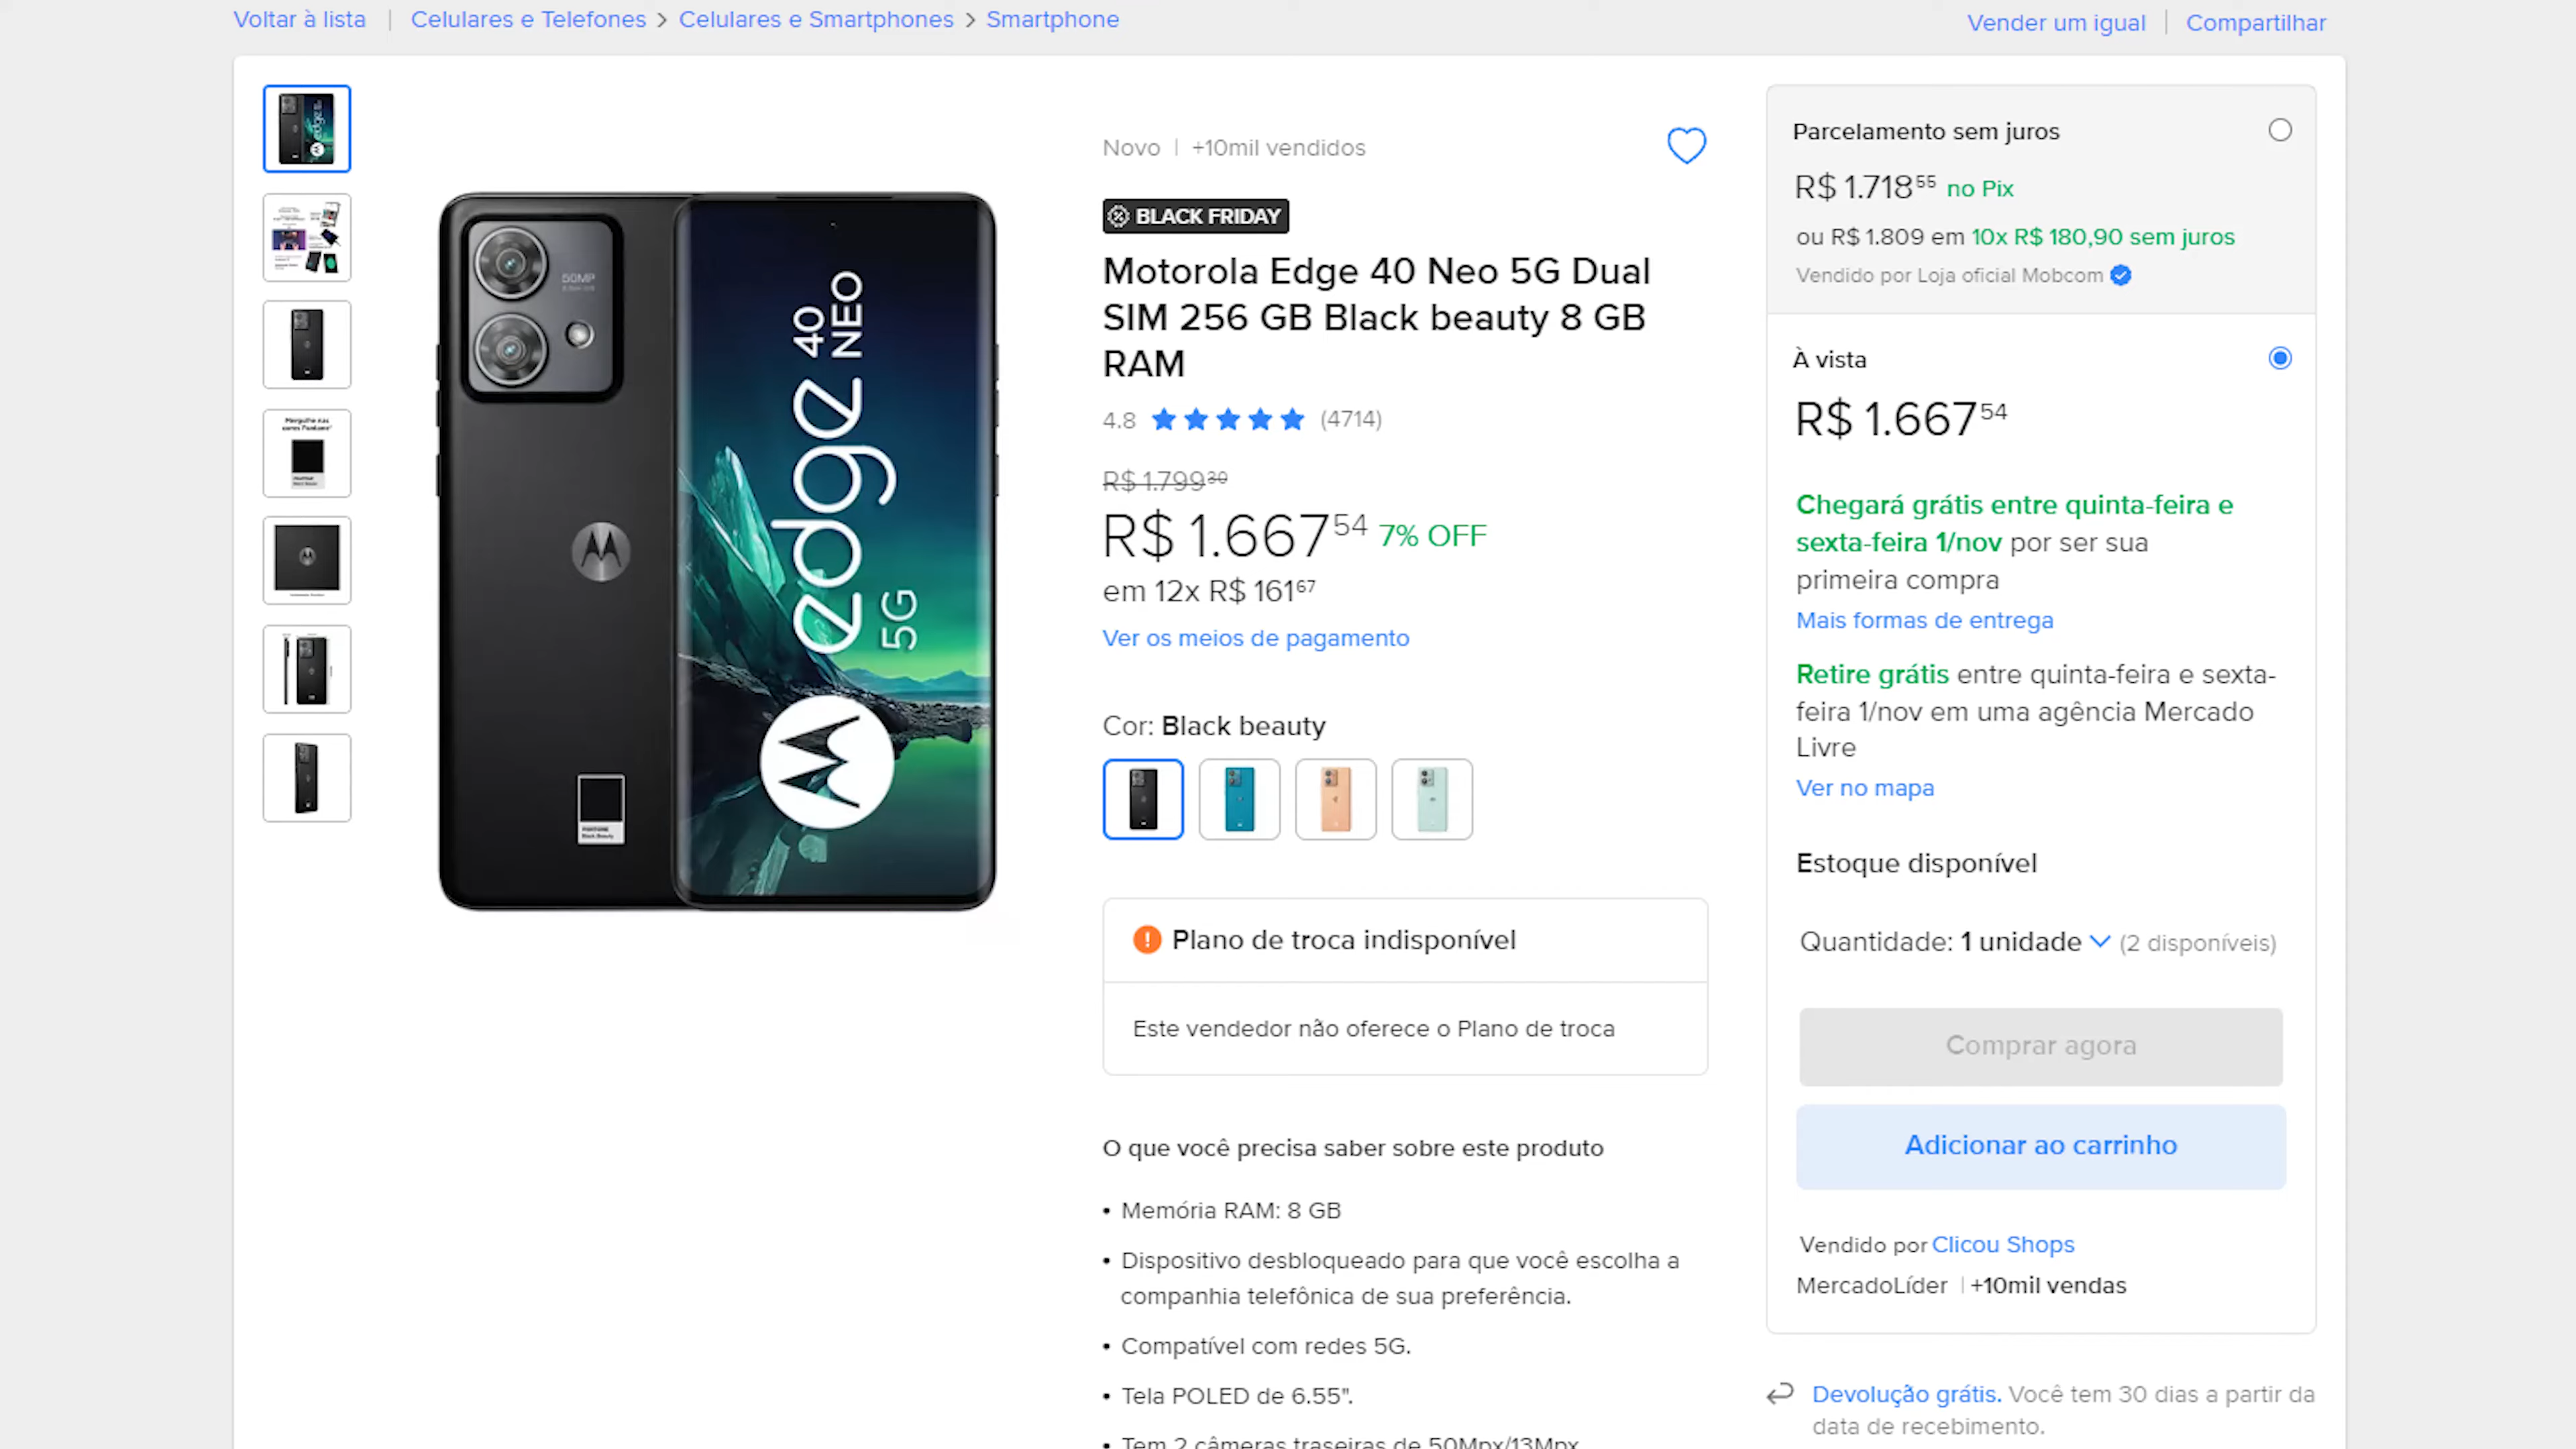 Voltar à lista | Celulares e Telefones > Celulares e Smartphones > Smartphone
Vender um igual | Compartilhar
50MP
edge 40 NEO
5G
PANTONE
Black Beauty
Mergulhe nas
cores Pantone
Novo | +10mil vendidos
BLACK FRIDAY
Motorola Edge 40 Neo 5G Dual
SIM 256 GB Black beauty 8 GB
RAM
4.8 (4714)
R$ 1.799 30
R$ 1.667 54 7% OFF
em 12x R$ 161 67
Ver os meios de pagamento
Cor: Black beauty
Plano de troca indisponível
Este vendedor não oferece o Plano de troca
O que você precisa saber sobre este produto
• Memória RAM: 8 GB
• Dispositivo desbloqueado para que você escolha a
companhia telefônica de sua preferência.
• Compatível com redes 5G.
• Tela POLED de 6.55".
• Tem 2 câmeras traseiras de 50Mpx/13Mpx
Parcelamento sem juros
R$ 1.718 55 no Pix
ou R$ 1.809 em 10x R$ 180,90 sem juros
Vendido por Loja oficial Mobcom
À vista
R$ 1.667 54
Chegará grátis entre quinta-feira e
sexta-feira 1/nov por ser sua
primeira compra
Mais formas de entrega
Retire grátis entre quinta-feira e sexta-
feira 1/nov em uma agência Mercado
Livre
Ver no mapa
Estoque disponível
Quantidade: 1 unidade (2 disponíveis)
Comprar agora
Adicionar ao carrinho
Vendido por Clicou Shops
MercadoLíder | +10mil vendas
Devolução grátis. Você tem 30 dias a partir da
data de recebimento.